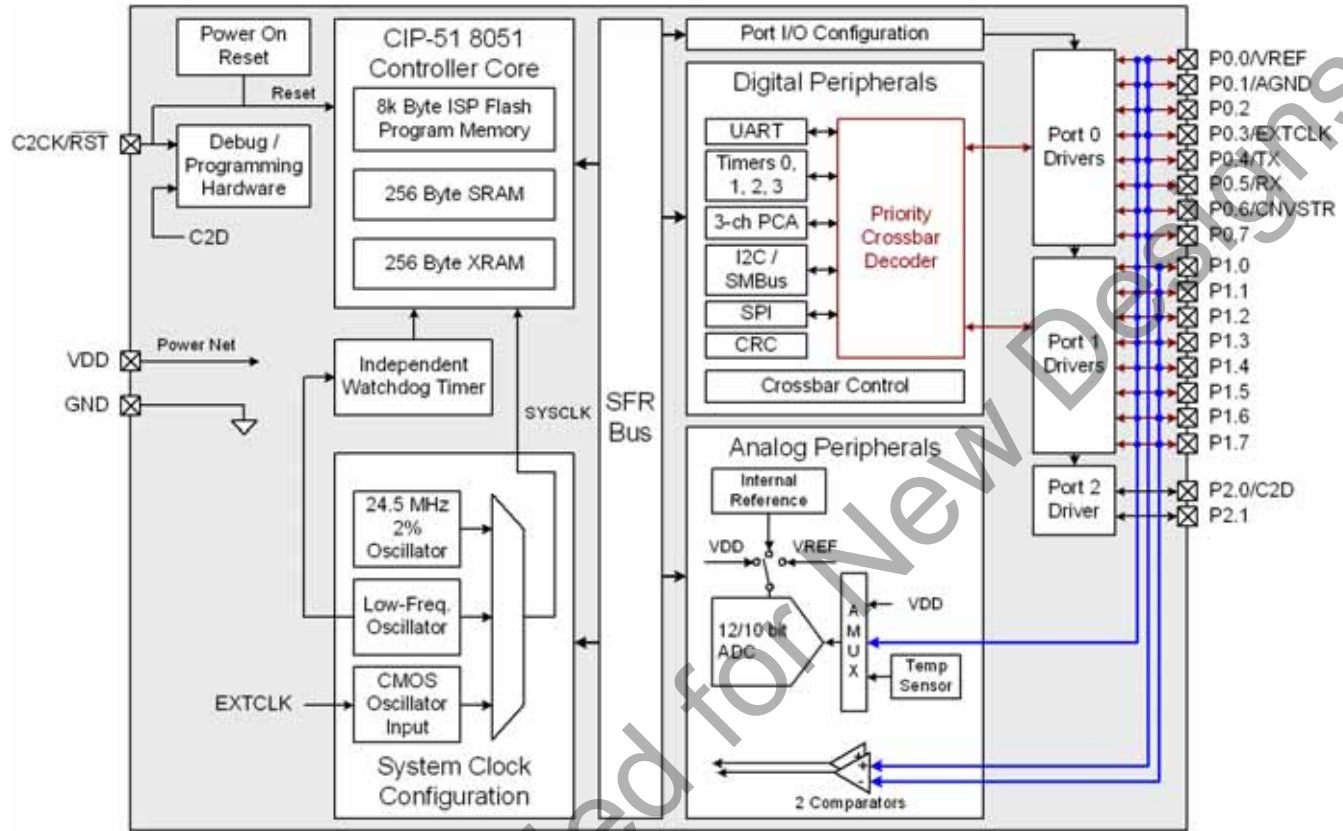 Power On
Reset
Reset
C2CK/RST
Debug /
Programming
Hardware
C2D
VDD
Power Net
GND
CIP-51 8051
Controller Core
8k Byte ISP Flash
Program Memory
256 Byte SRAM
256 Byte XRAM
Independent
Watchdog Timer
SYSCLK
24.5 MHz
2%
Oscillator
Low-Freq.
Oscillator
EXTCLK
CMOS
Oscillator
Input
System Clock
Configuration
SFR
Bus
Port I/O Configuration
Digital Peripherals
UART
Timers 0,
1, 2, 3
3-ch PCA
I2C /
SMBus
SPI
CRC
Priority
Crossbar
Decoder
Crossbar Control
Analog Peripherals
Internal
Reference
VDD
VREF
12/10 bit
ADC
A
M
U
X
VDD
Temp
Sensor
+
+
-
2 Comparators
Port 0
Drivers
Port 1
Drivers
Port 2
Driver
P0.0/VREF
P0.1/AGND
P0.2
P0.3/EXTCLK
P0.4/TX
P0.5/RX
P0.6/CNVSTR
P0.7
P1.0
P1.1
P1.2
P1.3
P1.4
P1.5
P1.6
P1.7
P2.0/C2D
P2.1
ed for New Designs